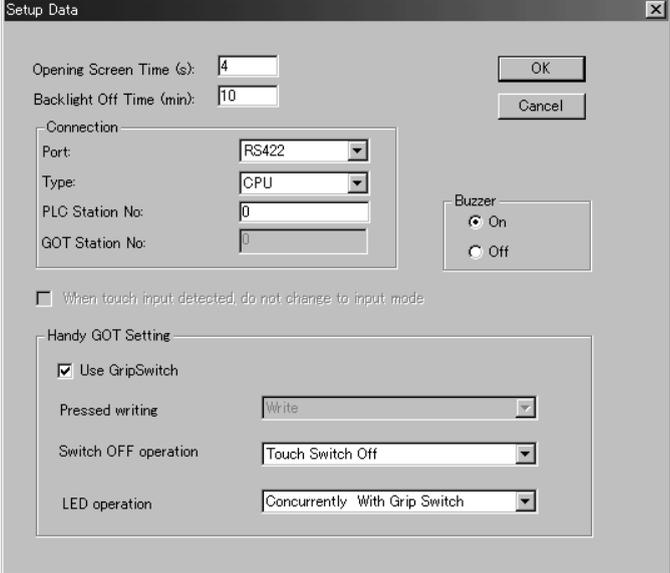 Setup Data
Opening Screen Time (s): 4
OK
Backlight Off Time (min): 10
Cancel
Connection
Port: RS422
Type: CPU
PLC Station No: 0
GOT Station No: 0
Buzzer
On
Off
When touch input detected, do not change to input mode
Handy GOT Setting
Use GripSwitch
Pressed writing Write
Switch OFF operation Touch Switch Off
LED operation Concurrently With Grip Switch